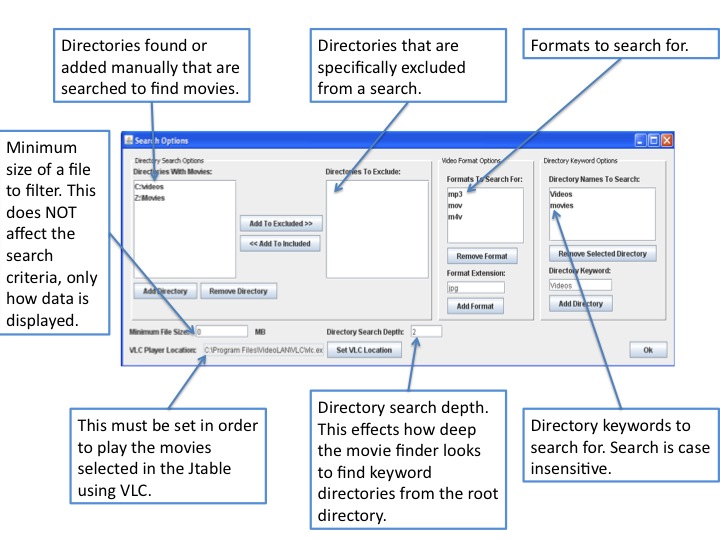 Directories found or
added manually that are
searched to find movies.
Directories that are
specifically excluded
from a search.
Formats to search for.
Minimum
size of a file
to filter. This
does NOT
affect the
search
criteria, only
how data is
displayed.
Search Options
Directory Search Options
Directories With Movies:
C:\videos
Z:\Movies
Add To Excluded >>
<< Add To Included
Directories To Exclude:
Add Directory
Remove Directory
Video Format Options
Formats To Search For:
mp3
mov
m4v
Remove Format
Format Extension:
jpg
Add Format
Directory Keyword Options
Directory Names To Search:
Videos
movies
Remove Selected Directory
Directory Keyword:
Videos
Add Directory
Minimum File Size: 0 MB
Directory Search Depth: 2
VLC Player Location: C:\Program Files\VideoLAN\VLC\vlc.ex
Set VLC Location
Ok
This must be set in order
to play the movies
selected in the Jtable
using VLC.
Directory search depth.
This effects how deep
the movie finder looks
to find keyword
directories from the root
directory.
Directory keywords to
search for. Search is case
insensitive.